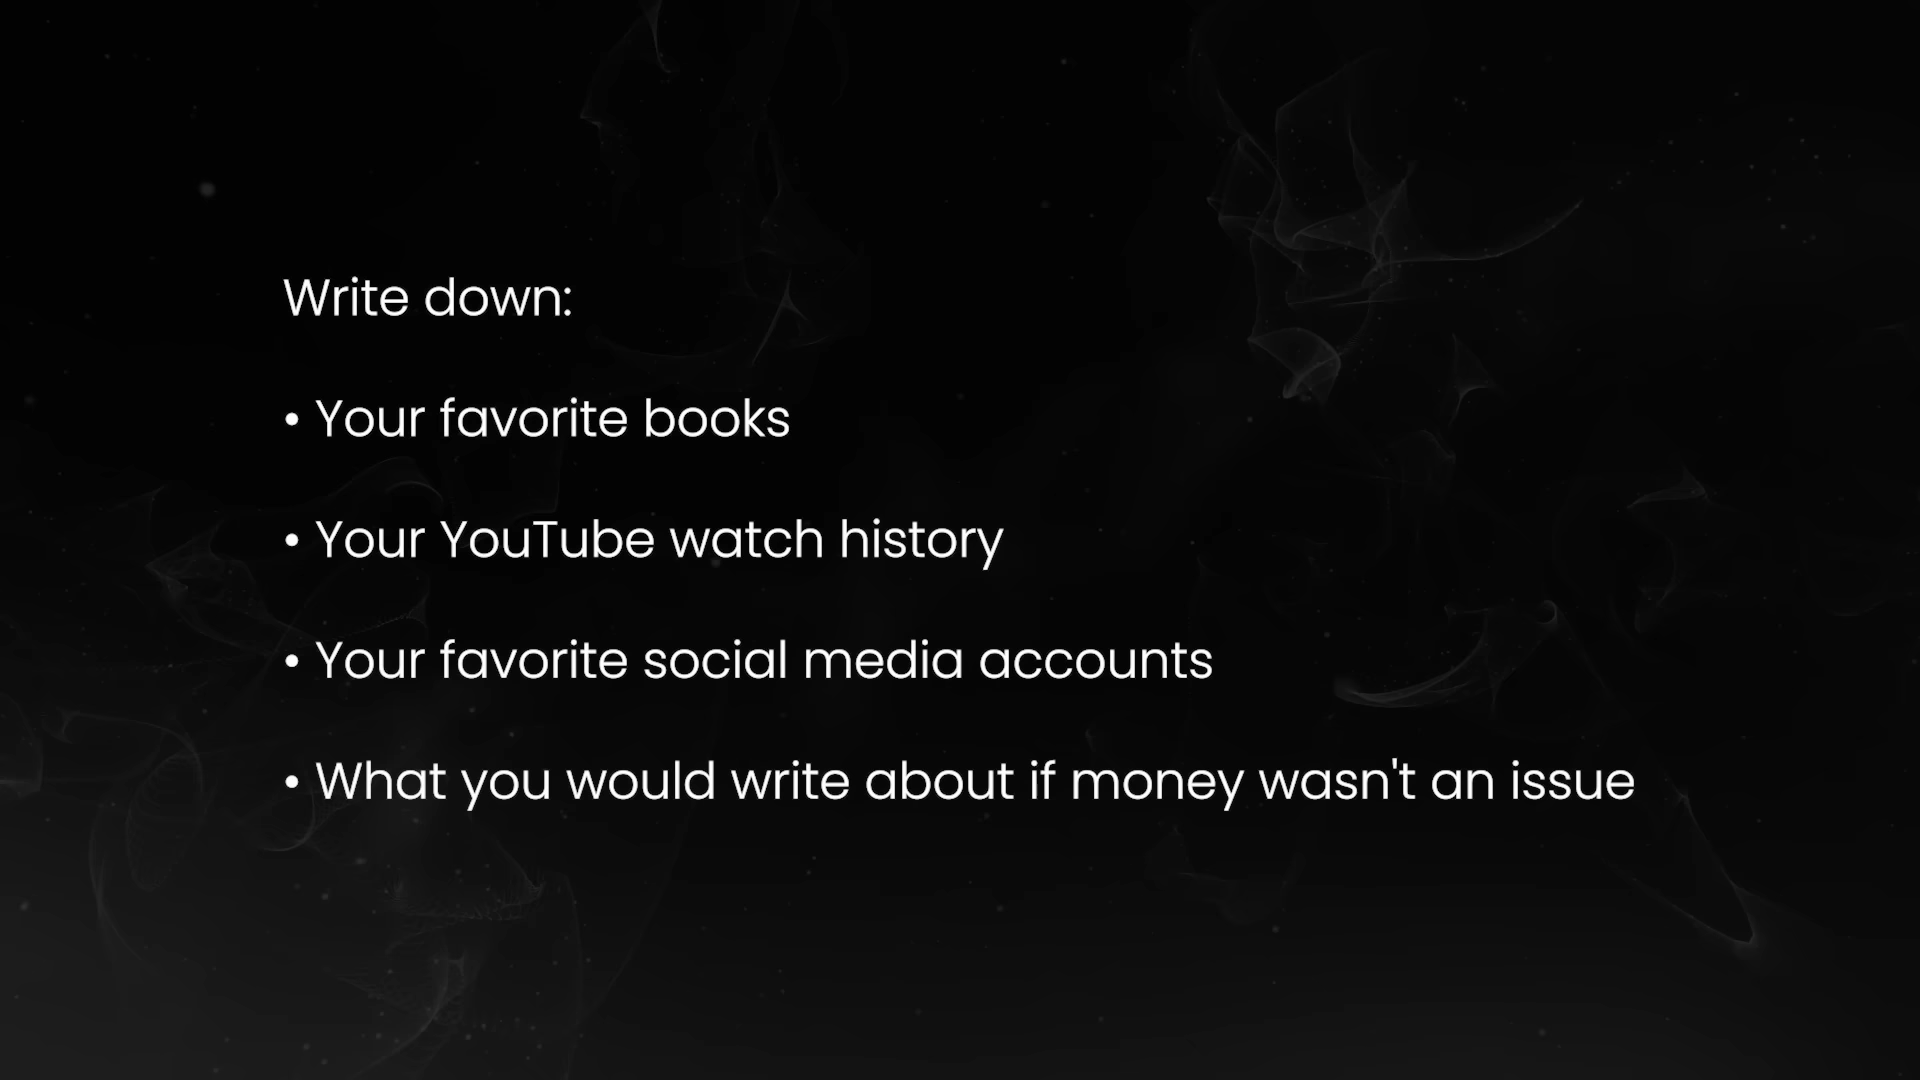 Write down:
• Your favorite books
• Your YouTube watch history
• Your favorite social media accounts
• What you would write about if money wasn't an issue